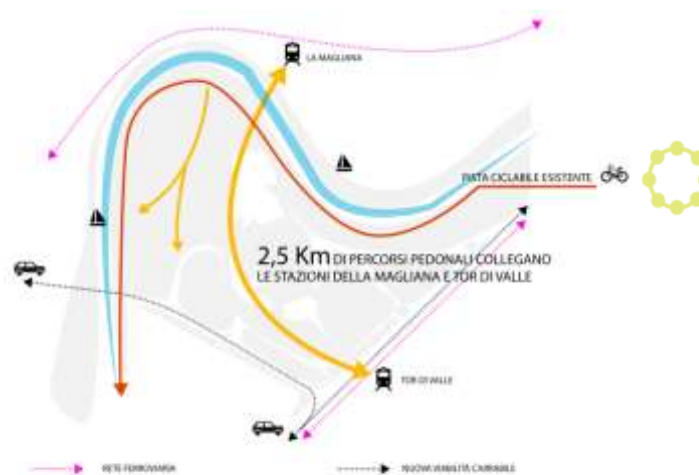 LA MAGLIANA
PISTA CICLABILE ESISTENTE
2,5 Km DI PERCORSI PEDONALI COLLEGANO
LE STAZIONI DELLA MAGLIANA E TOR DI VALLE
TOR DI VALLE
RETE FERROVIARIA
NUOVA VIABILITÀ CARRABILE